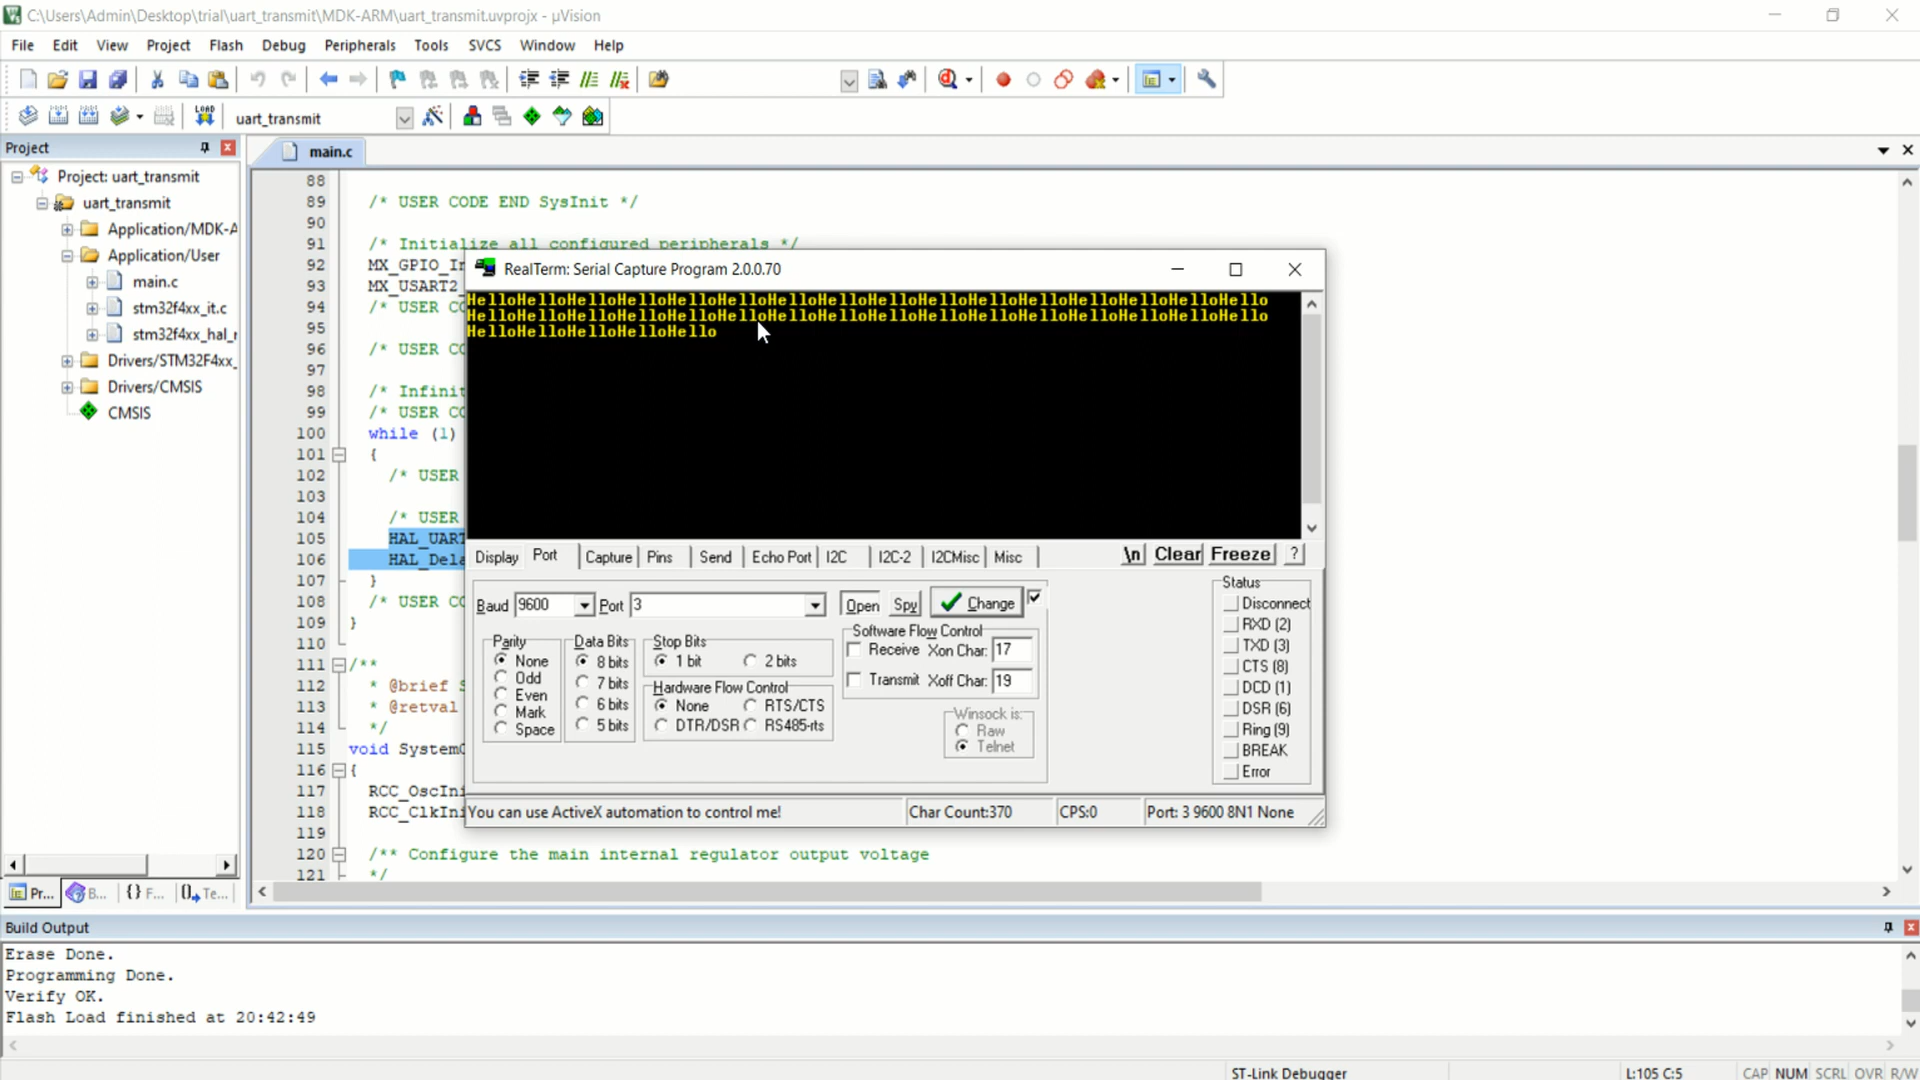 C:\Users\Admin\Desktop\trial\uart_transmit\MDK-ARM\uart_transmit.uvprojx - µVision
File Edit View Project Flash Debug Peripherals Tools SVCS Window Help
LOAD uart_transmit
Project
main.c
Project: uart_transmit
uart_transmit
Application/MDK-A
Application/User
main.c
stm32f4xx_it.c
stm32f4xx_hal_
Drivers/STM32F4xx_
Drivers/CMSIS
CMSIS
Pr... B... {} F... Te...
88
89 /* USER CODE END SysInit */
90
91 /* Initialize all configured peripherals */
92 MX_GPIO_In
93 MX_USART2_
94 /* USER CO
95
96 /* USER CO
97
98 /* Infinit
99 /* USER CO
100 while (1)
101 {
102 /* USER
103
104 /* USER
105 HAL_UART
106 HAL_Dela
107 }
108 /* USER CO
109 }
110
111 /**
112 * @brief S
113 * @retval
114 */
115 void SystemC
116 {
117 RCC_OscIni
118 RCC_ClkIni
119
120 /** Configure the main internal regulator output voltage
121 */
RealTerm: Serial Capture Program 2.0.0.70
HelloHelloHelloHelloHelloHelloHelloHelloHelloHelloHelloHelloHelloHelloHelloHello
HelloHelloHelloHelloHelloHelloHelloHelloHelloHelloHelloHelloHelloHelloHelloHello
HelloHelloHelloHelloHello
Display Port Capture Pins Send Echo Port I2C I2C-2 I2CMisc Misc \n Clear Freeze ?
Baud 9600 Port 3 Open Spy Change
Parity
None
Odd
Even
Mark
Space
Data Bits
8 bits
7 bits
6 bits
5 bits
Stop Bits
1 bit 2 bits
Hardware Flow Control
None RTS/CTS
DTR/DSR RS485-rts
Software Flow Control
Receive Xon Char: 17
Transmit Xoff Char: 19
Winsock is:
Raw
Telnet
Status
Disconnect
RXD (2)
TXD (3)
CTS (8)
DCD (1)
DSR (6)
Ring (9)
BREAK
Error
You can use ActiveX automation to control me! Char Count:370 CPS:0 Port: 3 9600 8N1 None
Build Output
Erase Done.
Programming Done.
Verify OK.
Flash Load finished at 20:42:49
ST-Link Debugger L:105 C:5 CAP NUM SCRL OVR R/W